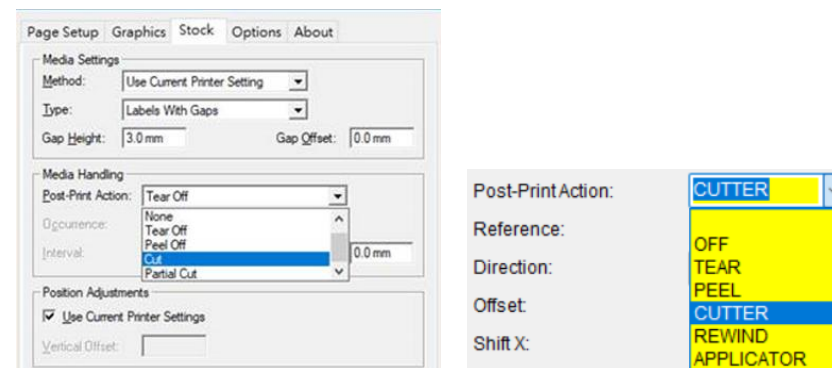 Page Setup Graphics Stock Options About
Media Settings
Method: Use Current Printer Setting
Type: Labels With Gaps
Gap Height: 3.0 mm Gap Offset: 0.0 mm
Media Handling
Post-Print Action: Tear Off
None
Occurrence: Tear Off
Peel Off
Interval: Cut 0.0 mm
Partial Cut
Position Adjustments
Use Current Printer Settings
Vertical Offset:
Post-Print Action: CUTTER
Reference:
OFF
Direction: TEAR
PEEL
Offset: CUTTER
Shift X: REWIND
APPLICATOR